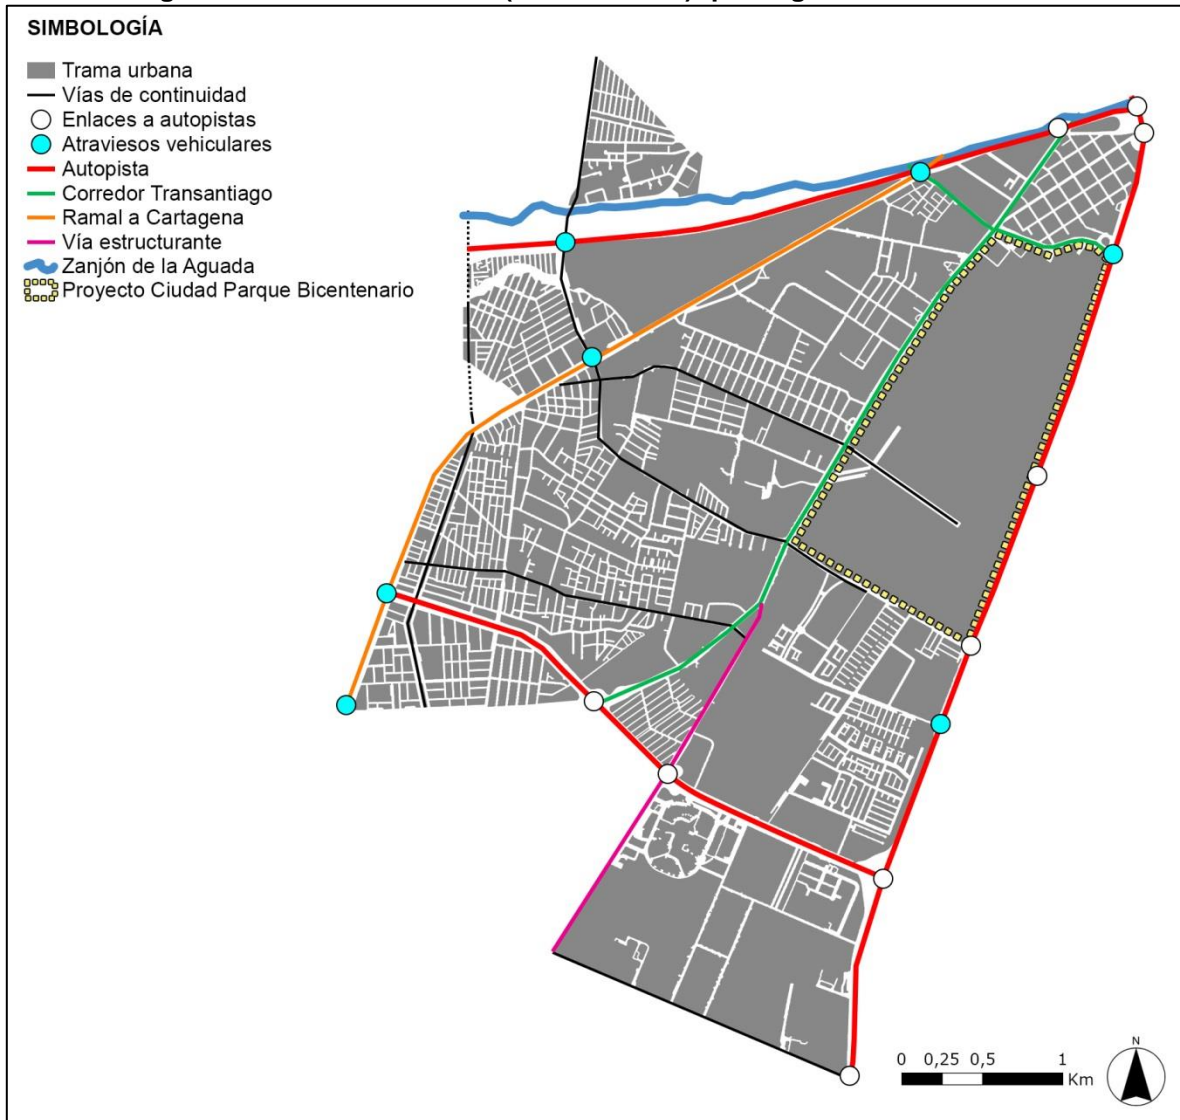 SIMBOLOGÍA
Trama urbana
Vías de continuidad
Enlaces a autopistas
Atraviesos vehiculares
Autopista
Corredor Transantiago
Ramal a Cartagena
Vía estructurante
Zanjón de la Aguada
Proyecto Ciudad Parque Bicentenario
0 0,25 0,5 1
Km
N